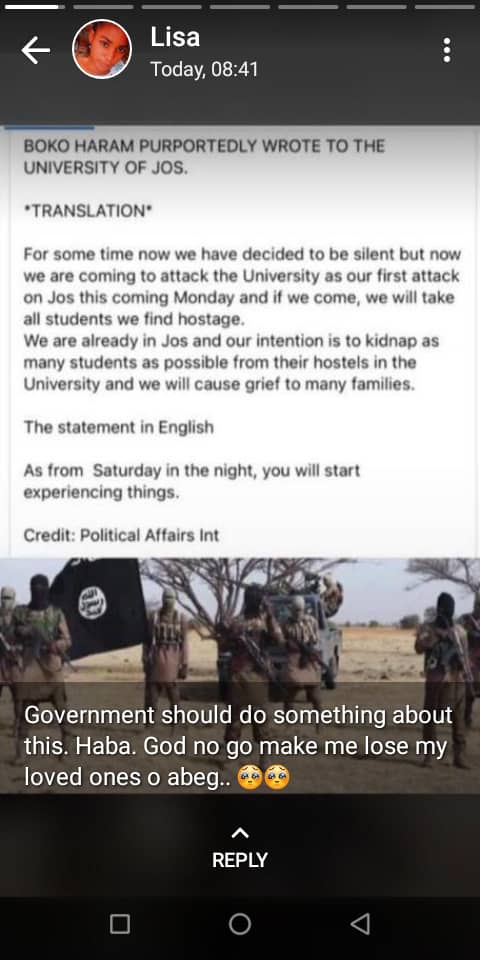 Lisa
Today, 08:41
BOKO HARAM PURPORTEDLY WROTE TO THE
UNIVERSITY OF JOS.
*TRANSLATION*
For some time now we have decided to be silent but now
we are coming to attack the University as our first attack
on Jos this coming Monday and if we come, we will take
all students we find hostage.
We are already in Jos and our intention is to kidnap as
many students as possible from their hostels in the
University and we will cause grief to many families.
The statement in English
As from  Saturday in the night, you will start
experiencing things.
Credit: Political Affairs Int
Government should do something about
this. Haba. God no go make me lose my
loved ones o abeg.. 🥺🥺
REPLY